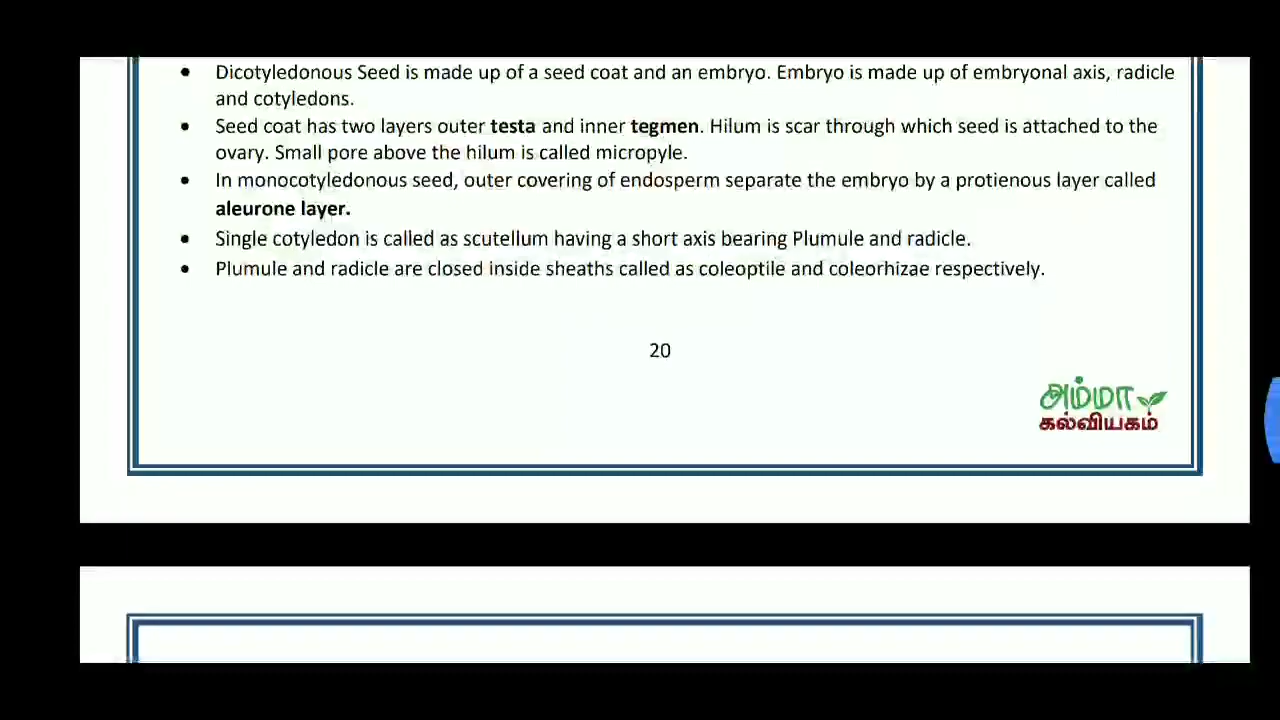 • Dicotyledonous Seed is made up of a seed coat and an embryo. Embryo is made up of embryonal axis, radicle
and cotyledons.
• Seed coat has two layers outer testa and inner tegmen. Hilum is scar through which seed is attached to the
ovary. Small pore above the hilum is called micropyle.
• In monocotyledonous seed, outer covering of endosperm separate the embryo by a protienous layer called
aleurone layer.
• Single cotyledon is called as scutellum having a short axis bearing Plumule and radicle.
• Plumule and radicle are closed inside sheaths called as coleoptile and coleorhizae respectively.
20
அம்மா
கல்வியகம்